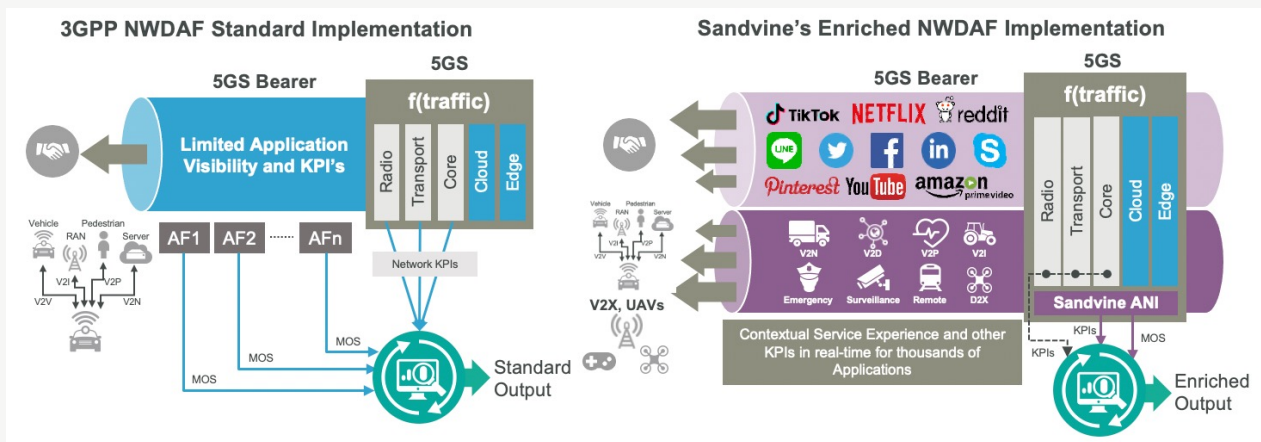 3GPP NWDAF Standard Implementation
5GS Bearer
5GS
f(traffic)
Limited Application
Visibility and KPI's
Radio
Transport
Core
Cloud
Edge
Vehicle
Pedestrian
RAN
Server
V2I
V2P
V2V
V2N
AF1
AF2
AFn
Network KPIs
MOS
MOS
MOS
Standard
Output
Sandvine's Enriched NWDAF Implementation
5GS Bearer
5GS
f(traffic)
TikTok
NETFLIX
reddit
LINE
f
in
S
Pinterest
YouTube
amazon
prime video
Radio
Transport
Core
Cloud
Edge
Vehicle
Pedestrian
RAN
Server
V2I
V2P
V2V
V2N
V2N
V2D
V2P
V2I
Emergency
Surveillance
Remote
D2X
V2X, UAVs
Sandvine ANI
Contextual Service Experience and other
KPIs in real-time for thousands of
Applications
KPIs
KPIs
MOS
Enriched
Output